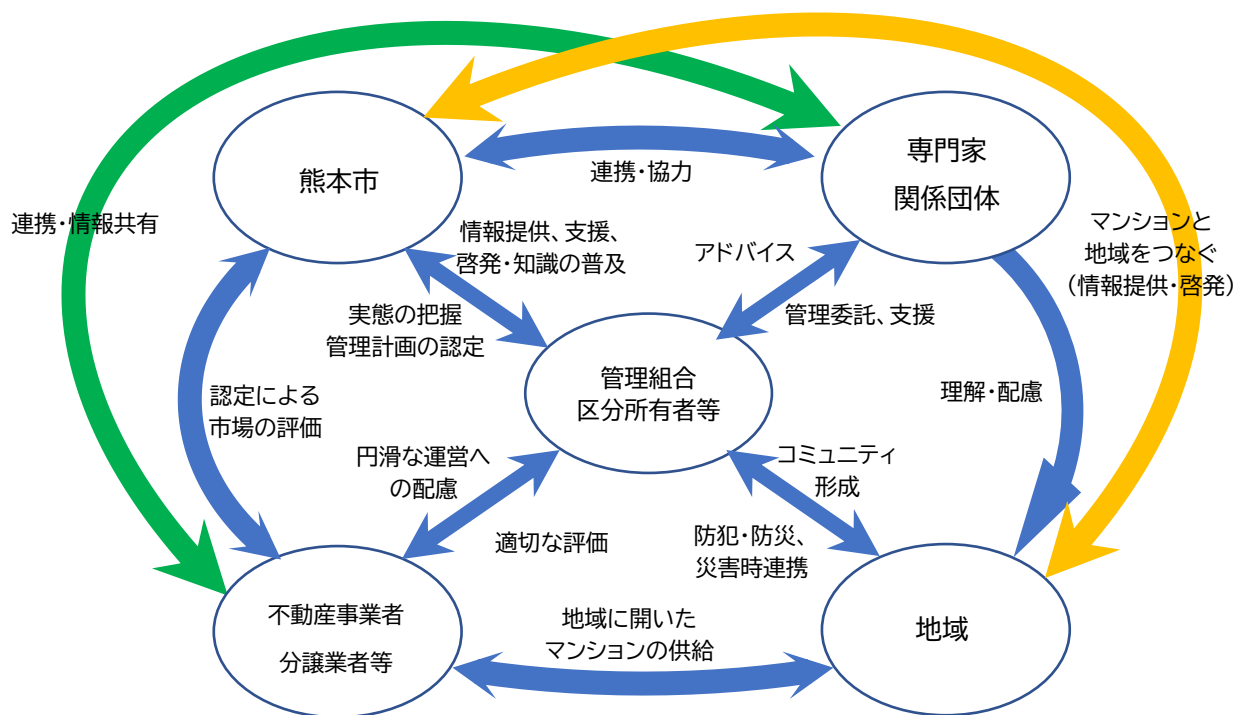 熊本市
専門家
関係団体
連携・協力
連携・情報共有
情報提供、支援、
啓発・知識の普及
アドバイス
マンションと
地域をつなぐ
（情報提供・啓発）
実態の把握
管理計画の認定
管理委託、支援
管理組合
区分所有者等
認定による
市場の評価
理解・配慮
円滑な運営へ
の配慮
コミュニティ
形成
適切な評価
防犯・防災、
災害時連携
不動産事業者
分譲業者等
地域に開いた
マンションの供給
地域